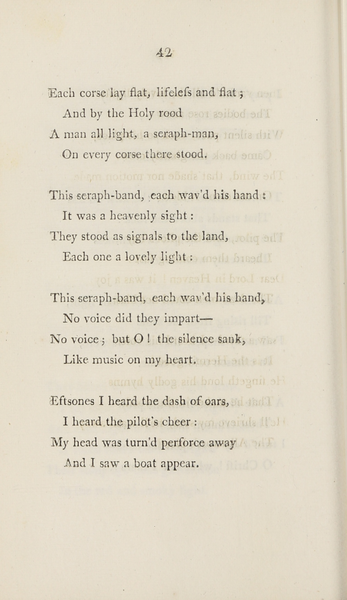 42
Each corse lay flat, lifeless and flat;
And by the Holy rood
A man all light, a seraph-man,
On every corse there stood.
This seraph-band, each wav'd his hand:
It was a heavenly sight:
They stood as signals to the land,
Each one a lovely light:
This seraph-band, each wav'd his hand,
No voice did they impart—
No voice; but O! the silence sank,
Like music on my heart.
Eftsones I heard the dash of oars,
I heard the pilot's cheer:
My head was turn'd perforce away
And I saw a boat appear.